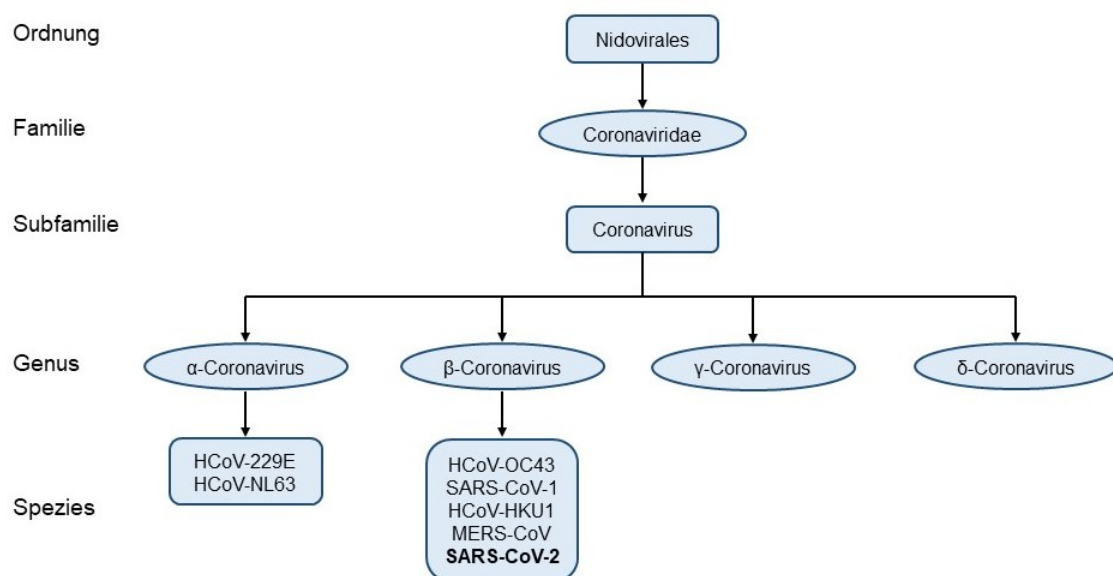 Ordnung
Nidovirales
Familie
Coronaviridae
Subfamilie
Coronavirus
Genus
α-Coronavirus
β-Coronavirus
γ-Coronavirus
δ-Coronavirus
Spezies
HCoV-229E
HCoV-NL63
HCoV-OC43
SARS-CoV-1
HCoV-HKU1
MERS-CoV
SARS-CoV-2